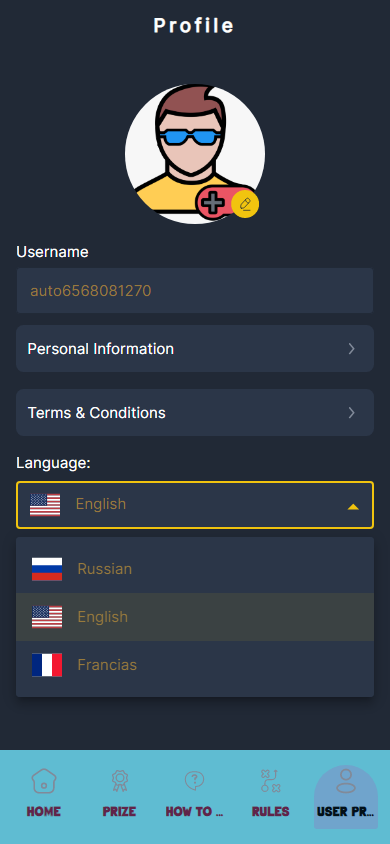 Profile
Username
auto6568081270
Personal Information
Terms & Conditions
Language:
English
Russian
English
Francias
HOME
PRIZE
HOW TO ...
RULES
USER PR...